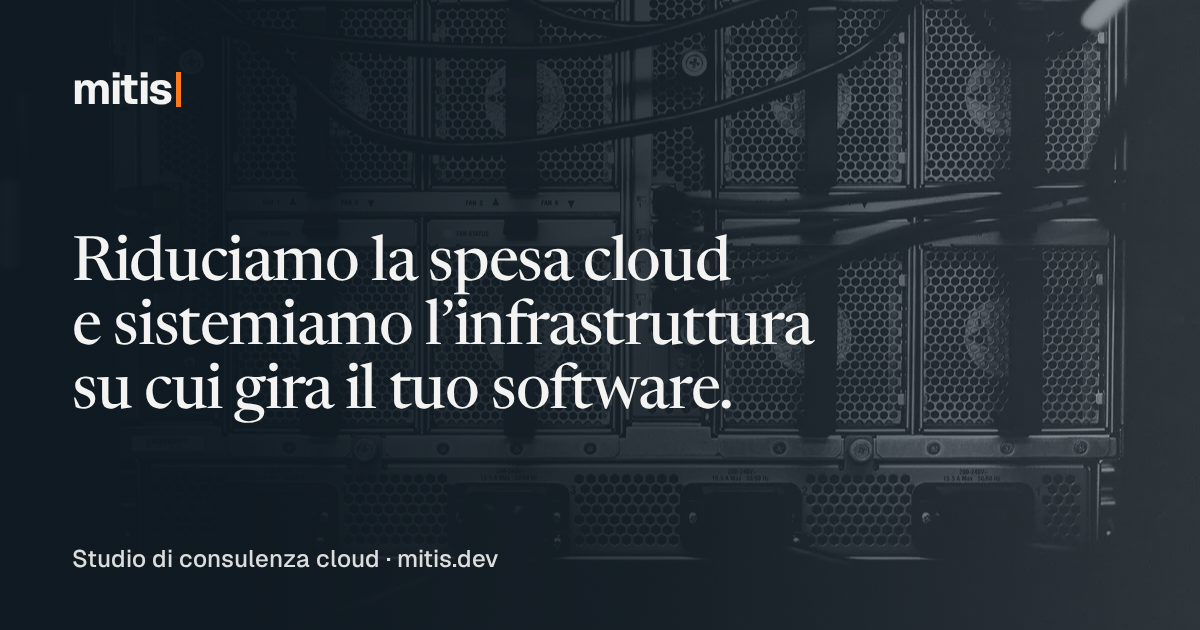 mitis
Riduciamo la spesa cloud
e sistemiamo l’infrastruttura
su cui gira il tuo software.
Studio di consulenza cloud · mitis.dev